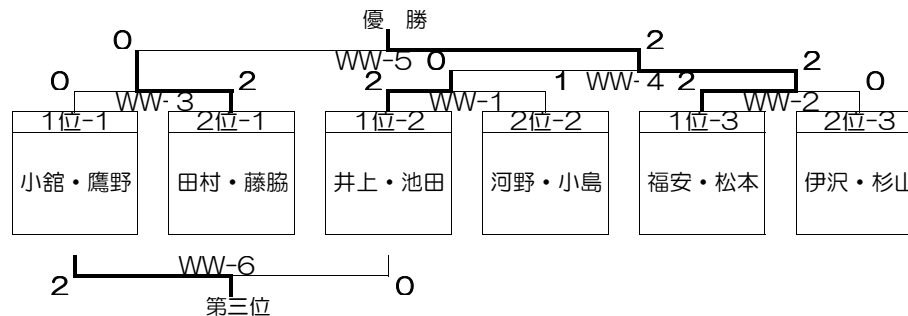 優 勝
0 2
WW-5 0 2
0 2 2 1 WW-4 2 0
WW-3 WW-1 WW-2
1位-1 2位-1 1位-2 2位-2 1位-3 2位-3
小舘・鷹野 田村・藤脇 井上・池田 河野・小島 福安・松本 伊沢・杉山
WW-6
2 0
第三位